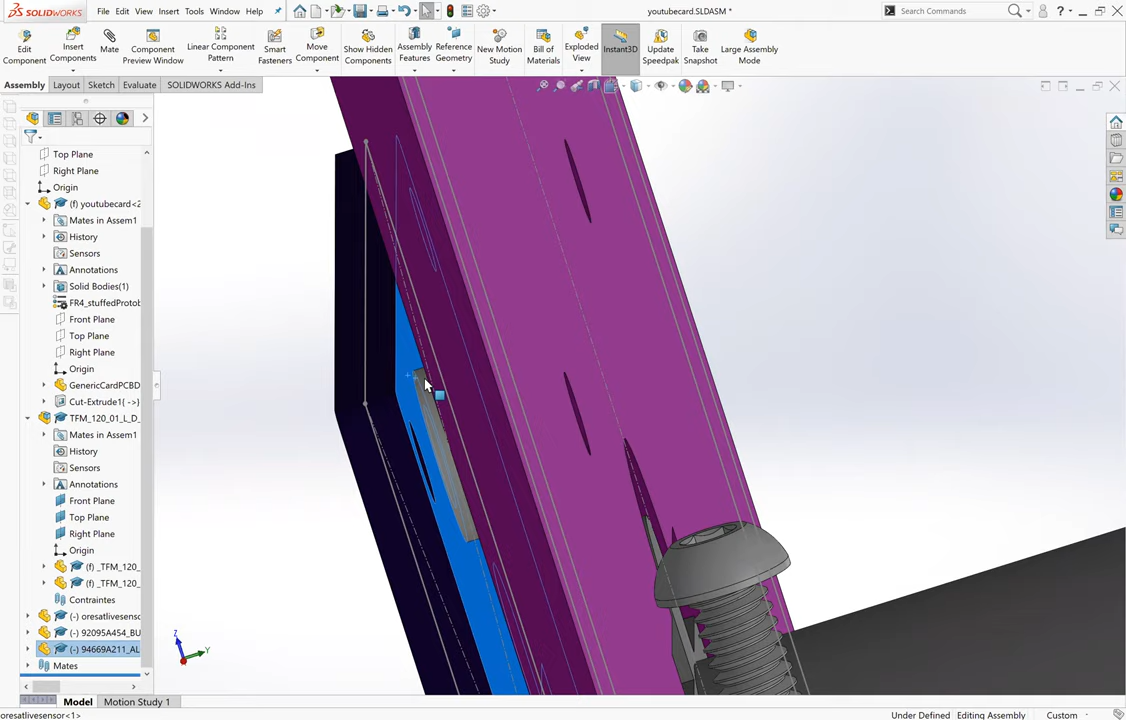 SOLIDWORKS
File Edit View Insert Tools Window Help
youtubecard.SLDASM *
Search Commands
Edit Component
Insert Components
Mate
Component Preview Window
Linear Component Pattern
Smart Fasteners
Move Component
Show Hidden Components
Assembly Features
Reference Geometry
New Motion Study
Bill of Materials
Exploded View
Instant3D
Update Speedpak
Take Snapshot
Large Assembly Mode
Assembly Layout Sketch Evaluate SOLIDWORKS Add-Ins
Top Plane
Right Plane
Origin
(f) youtubecard<2
Mates in Assem1
History
Sensors
Annotations
Solid Bodies(1)
FR4_stuffedProtob
Front Plane
Top Plane
Right Plane
Origin
GenericCardPCBD
Cut-Extrude1{ ->}
TFM_120_01_L_D_
Mates in Assem1
History
Sensors
Annotations
Front Plane
Top Plane
Right Plane
Origin
(f) _TFM_120_
(f) _TFM_120_
Contraintes
(-) oresatlivesenso
(-) 92095A454_BU
(-) 94669A211_AL
Mates
Z
Y
Model Motion Study 1
oresatlivesensor<1>
Under Defined Editing Assembly Custom